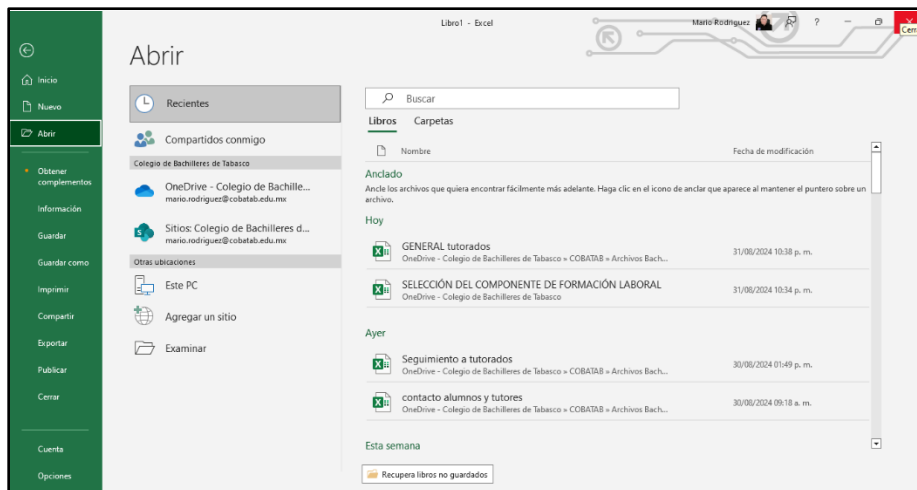 Libro1 - Excel
Mario Rodriguez
?
Cerr
Abrir
Inicio
Nuevo
Abrir
Obtener
complementos
Información
Guardar
Guardar como
Imprimir
Compartir
Exportar
Publicar
Cerrar
Cuenta
Opciones
Recientes
Compartidos conmigo
Colegio de Bachilleres de Tabasco
OneDrive - Colegio de Bachille...
mario.rodriguez@cobatab.edu.mx
Sitios: Colegio de Bachilleres d...
mario.rodriguez@cobatab.edu.mx
Otras ubicaciones
Este PC
Agregar un sitio
Examinar
Buscar
Libros Carpetas
Nombre Fecha de modificación
Anclado
Ancle los archivos que quiera encontrar fácilmente más adelante. Haga clic en el icono de anclar que aparece al mantener el puntero sobre un
archivo.
Hoy
GENERAL tutorados
OneDrive - Colegio de Bachilleres de Tabasco » COBATAB » Archivos Bach...
31/08/2024 10:38 p. m.
SELECCIÓN DEL COMPONENTE DE FORMACIÓN LABORAL
OneDrive - Colegio de Bachilleres de Tabasco
31/08/2024 10:34 p. m.
Ayer
Seguimiento a tutorados
OneDrive - Colegio de Bachilleres de Tabasco » COBATAB » Archivos Bach...
30/08/2024 01:49 p. m.
contacto alumnos y tutores
OneDrive - Colegio de Bachilleres de Tabasco » COBATAB » Archivos Bach...
30/08/2024 09:18 a. m.
Esta semana
Recupera libros no guardados